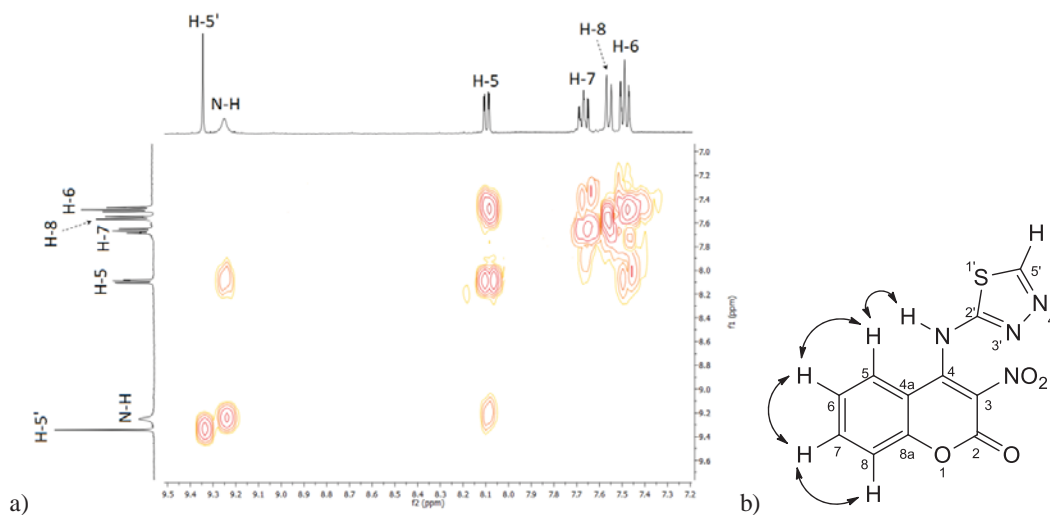 H-5'
N-H
H-5
H-7
H-8
H-6
H-6
H-8
H-7
H-5
N-H
H-5'
7.0
7.2
7.4
7.6
7.8
8.0
8.2
8.4
8.6
8.8
9.0
9.2
9.4
9.6
f1 (ppm)
9.5 9.4 9.3 9.2 9.1 9.0 8.9 8.8 8.7 8.6 8.5 8.4 8.3 8.2 8.1 8.0 7.9 7.8 7.7 7.6 7.5 7.4 7.3 7.2
f2 (ppm)
a)
H
1' S 5'
H N 2' N 4
3' N
H
5 4a 4 NO2
H 6 3
H 7 8a O 2 O
8 1
H
b)